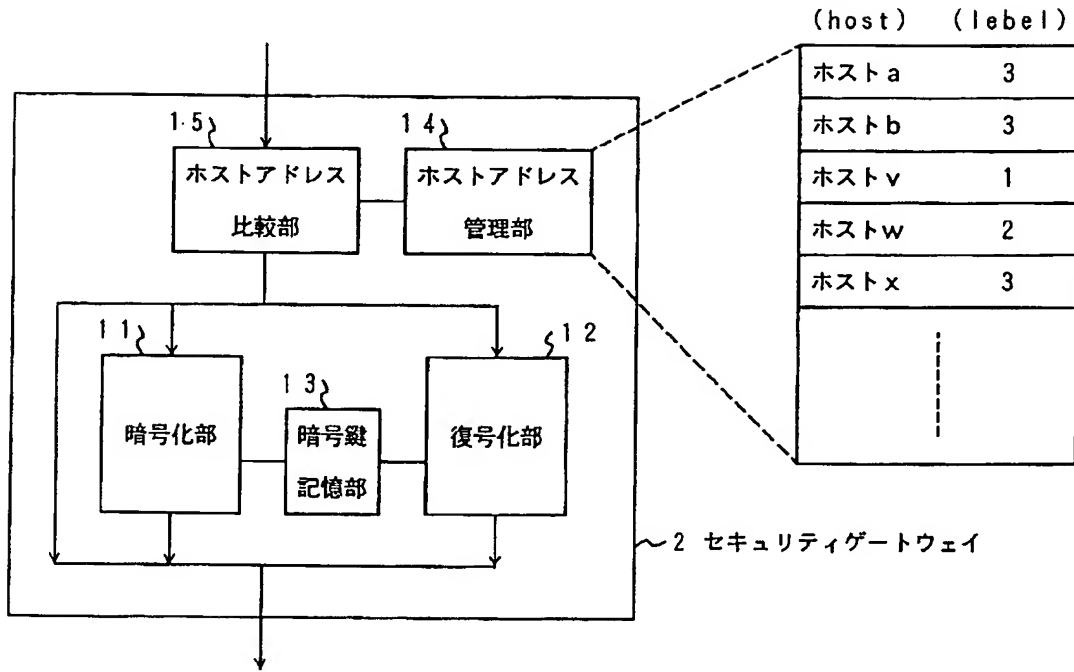 (host) (lebel)
ホストa 3
ホストb 3
ホストv 1
ホストw 2
ホストx 3
15
ホストアドレス
比較部
14
ホストアドレス
管理部
11
暗号化部
13
暗号鍵
記憶部
12
復号化部
2 セキュリティゲートウェイ